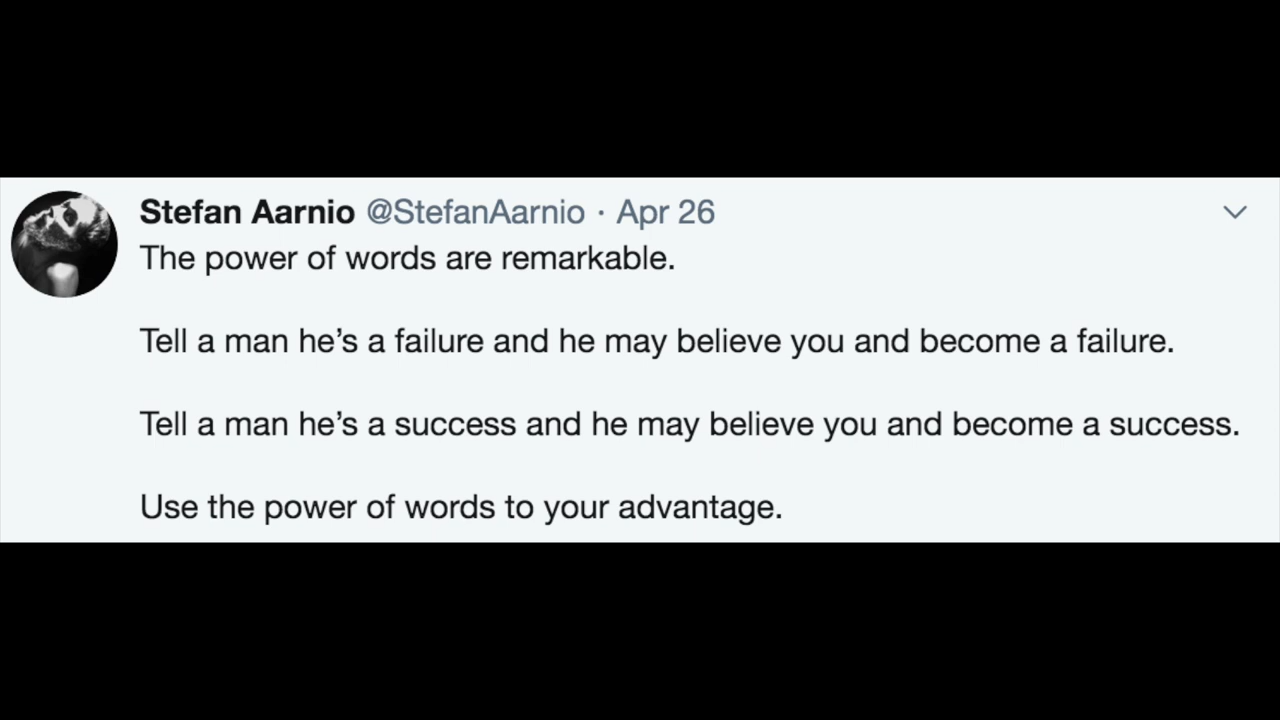 Stefan Aarnio @StefanAarnio · Apr 26
The power of words are remarkable.
Tell a man he’s a failure and he may believe you and become a failure.
Tell a man he’s a success and he may believe you and become a success.
Use the power of words to your advantage.